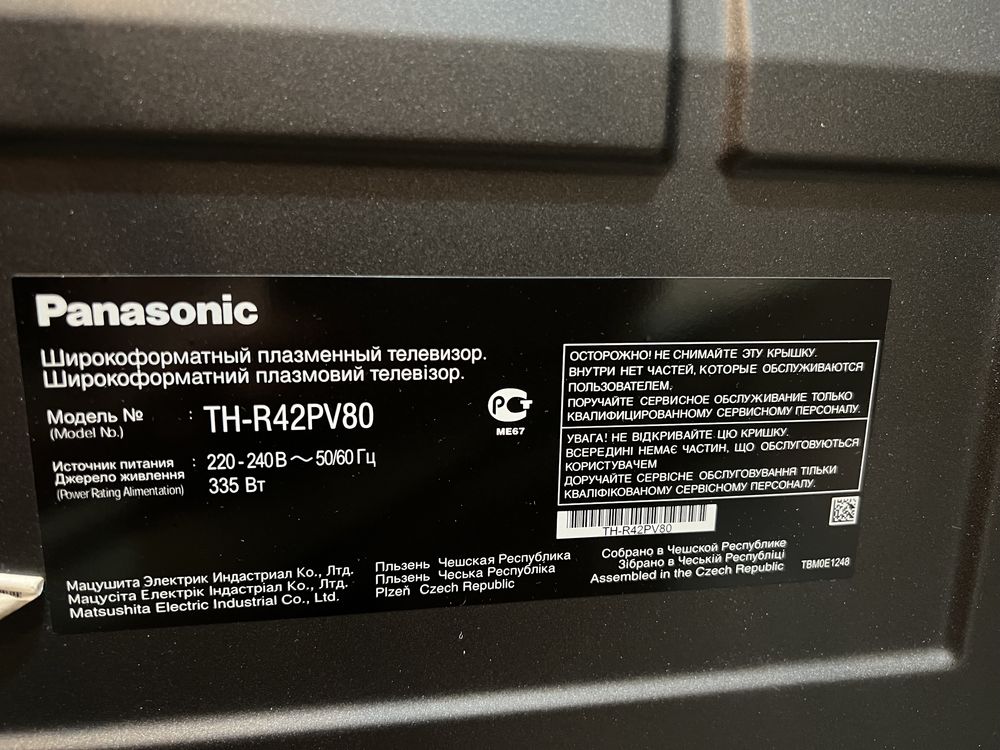 Panasonic
Широкоформатный плазменный телевизор.
Широкоформатний плазмовий телевізор.
Модель № : TH-R42PV80
(Model No.)
Источник питания : 220 - 240 В ~ 50/60 Гц
Джерело живлення 335 Вт
(Power Rating Alimentation)
РСТ
ME67
ОСТОРОЖНО! НЕ СНИМАЙТЕ ЭТУ КРЫШКУ.
ВНУТРИ НЕТ ЧАСТЕЙ, КОТОРЫЕ ОБСЛУЖИВАЮТСЯ
ПОЛЬЗОВАТЕЛЕМ.
ПОРУЧАЙТЕ СЕРВИСНОЕ ОБСЛУЖИВАНИЕ ТОЛЬКО
КВАЛИФИЦИРОВАННОМУ СЕРВИСНОМУ ПЕРСОНАЛУ.
УВАГА! НЕ ВІДКРИВАЙТЕ ЦЮ КРИШКУ.
ВСЕРЕДИНІ НЕМАЄ ЧАСТИН, ЩО ОБСЛУГОВУЮТЬСЯ
КОРИСТУВАЧЕМ
ДОРУЧАЙТЕ СЕРВІСНЕ ОБСЛУГОВУВАННЯ ТІЛЬКИ
КВАЛІФІКОВАНОМУ СЕРВІСНОМУ ПЕРСОНАЛУ.
TH-R42PV80
Мацушита Электрик Индастриал Ко., Лтд.
Мацусіта Електрік Індастріал Ко., Лтд.
Matsushita Electric Industrial Co., Ltd.
Пльзень Чешская Республика
Пльзень Чеська Республіка
Plzeň Czech Republic
Собрано в Чешской Республике
Зібрано в Чеській Республіці
Assembled in the Czech Republic
TBM0E1248